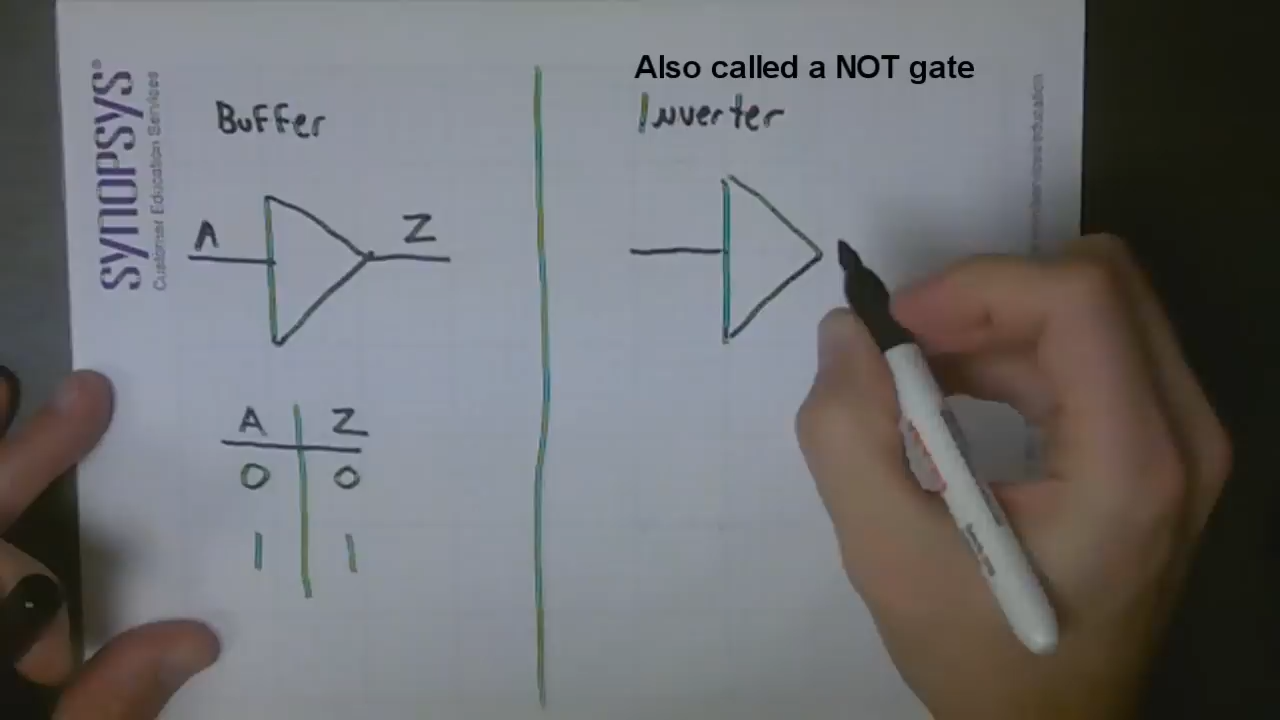 SYNOPSYS®
Customer Education Services
Buffer
A
Z
A Z
0 0
1 1
Also called a NOT gate
Inverter